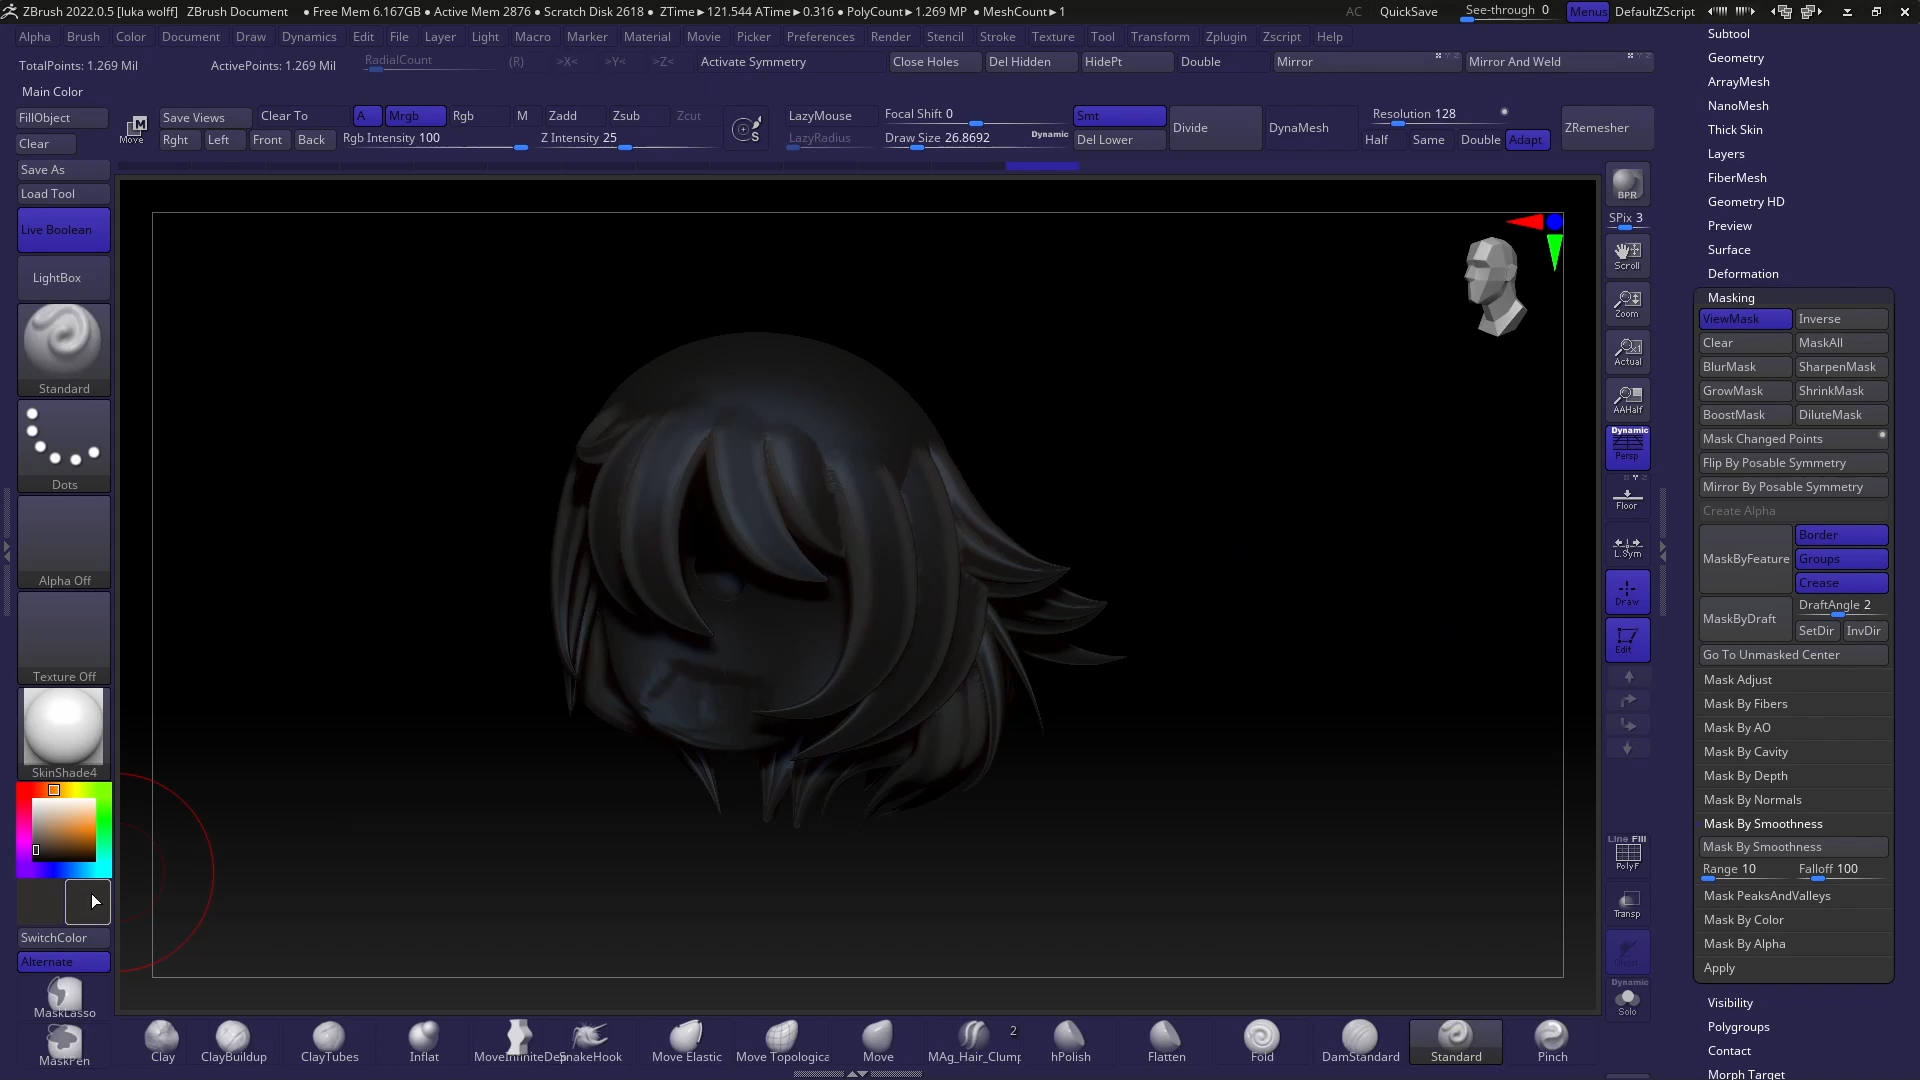 ZBrush 2022.0.5 [luka wolff]   ZBrush Document   ● Free Mem 6.167GB ● Active Mem 2876 ● Scratch Disk 2618 ● ZTime►121.544 ATime►0.316 ● PolyCount►1.269 MP ● MeshCount►1
AC QuickSave See-through 0 Menus DefaultZScript
Alpha Brush Color Document Draw Dynamics Edit File Layer Light Macro Marker Material Movie Picker Preferences Render Stencil Stroke Texture Tool Transform Zplugin Zscript Help
TotalPoints: 1.269 Mil ActivePoints: 1.269 Mil RadialCount (R) >X< >Y< >Z< Activate Symmetry Close Holes Del Hidden HidePt Double Mirror Mirror And Weld
Main Color
FillObject
Clear
Move
Save Views Clear To A Mrgb Rgb M Zadd Zsub Zcut
Rght Left Front Back Rgb Intensity 100 Z Intensity 25
LazyMouse
LazyRadius
Focal Shift 0
Draw Size 26.8692 Dynamic
Smt
Del Lower
Divide
DynaMesh
Resolution 128
Half Same Double Adapt
ZRemesher
Save As
Load Tool
Live Boolean
LightBox
Standard
Dots
Alpha Off
Texture Off
SkinShade4
SwitchColor
Alternate
MaskLasso
MaskPen
BPR
SPix 3
Scroll
Zoom
Actual
AAHalf
Dynamic
Persp
Floor
L.Sym
Draw
Edit
Line Fill
PolyF
Transp
Ghost
Dynamic
Solo
Subtool
Geometry
ArrayMesh
NanoMesh
Thick Skin
Layers
FiberMesh
Geometry HD
Preview
Surface
Deformation
Masking
ViewMask Inverse
Clear MaskAll
BlurMask SharpenMask
GrowMask ShrinkMask
BoostMask DiluteMask
Mask Changed Points
Flip By Posable Symmetry
Mirror By Posable Symmetry
Create Alpha
MaskByFeature Border
Groups
Crease
MaskByDraft DraftAngle 2
SetDir InvDir
Go To Unmasked Center
Mask Adjust
Mask By Fibers
Mask By AO
Mask By Cavity
Mask By Depth
Mask By Normals
Mask By Smoothness
Mask By Smoothness
Range 10 Falloff 100
Mask PeaksAndValleys
Mask By Color
Mask By Alpha
Apply
Visibility
Polygroups
Contact
Morph Target
Clay ClayBuildup ClayTubes Inflat MoveInfiniteDep SnakeHook Move Elastic Move Topologica Move MAg_Hair_Clump 2 hPolish Flatten Fold DamStandard Standard Pinch